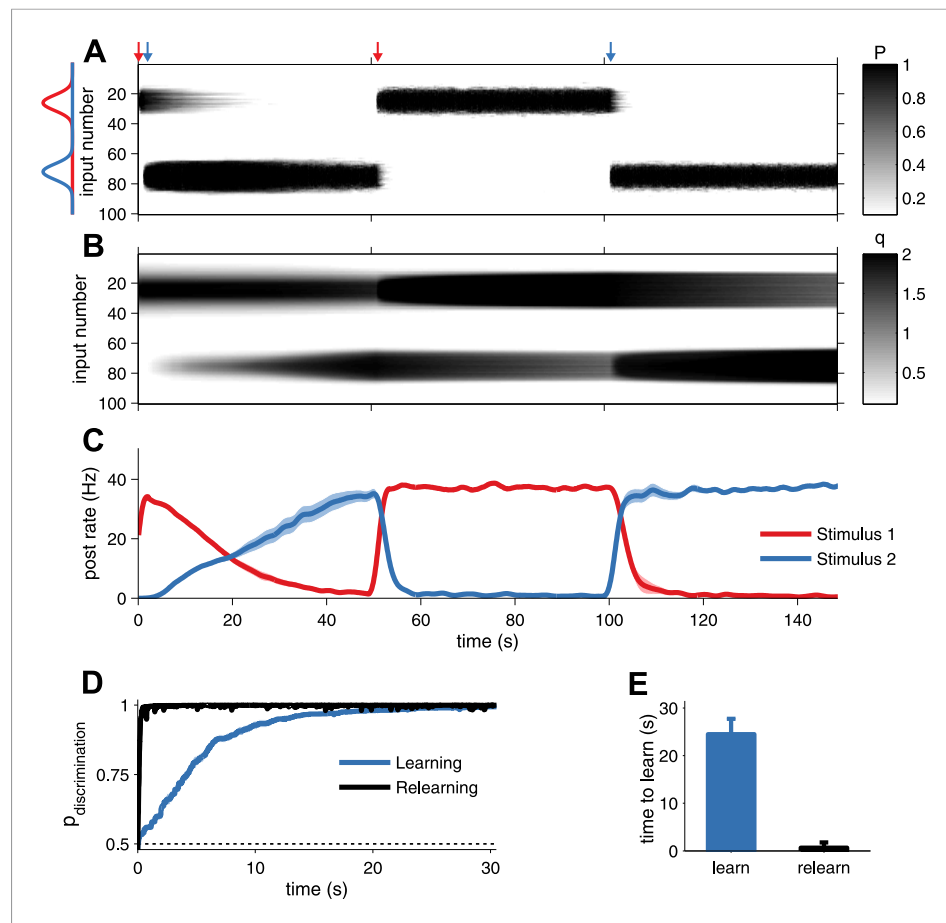 A
P
input number
20
40
60
80
100
1
0.8
0.6
0.4
0.2
input number
B
q
input number
20
40
60
80
100
2
1.5
1
0.5
C
post rate (Hz)
40
20
0
Stimulus 1
Stimulus 2
0 20 40 60 80 100 120 140
time (s)
D
p discrimination
1
0.75
0.5
Learning
Relearning
0 10 20 30
time (s)
E
time to learn (s)
30
20
10
0
learn relearn